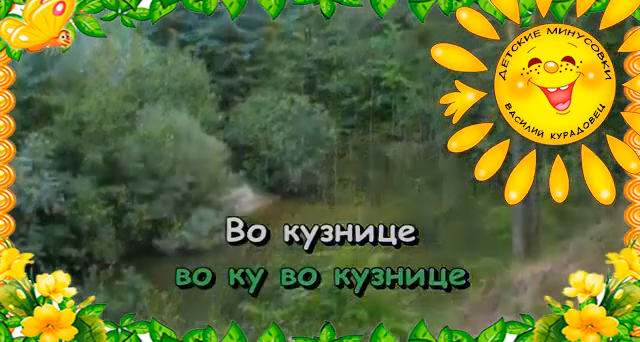 ДЕТСКИЕ МИНУСОВКИ
ВАСИЛИЙ КУРАДОВЕЦ
Во кузнице
во ку во кузнице